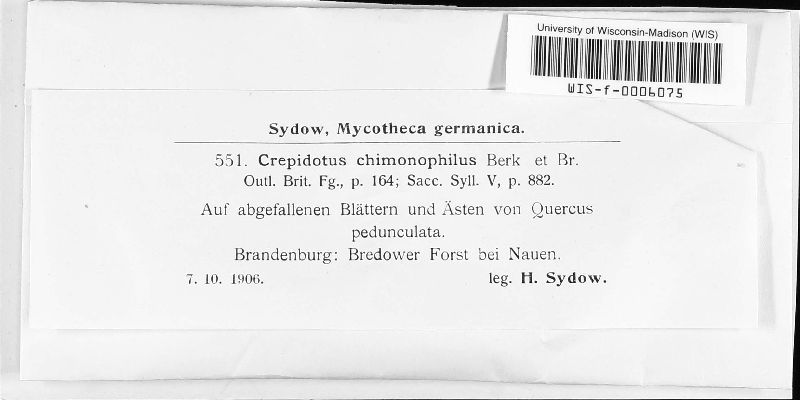 University of Wisconsin-Madison (WIS)
WIS-f-0006075
Sydow, Mycotheca germanica.
551. Crepidotus chimonophilus Berk et Br.
Outl. Brit. Fg., p. 164; Sacc. Syll. V, p. 882.
Auf abgefallenen Blättern und Ästen von Quercus
pedunculata.
Brandenburg: Bredower Forst bei Nauen.
7. 10. 1906. leg. H. Sydow.